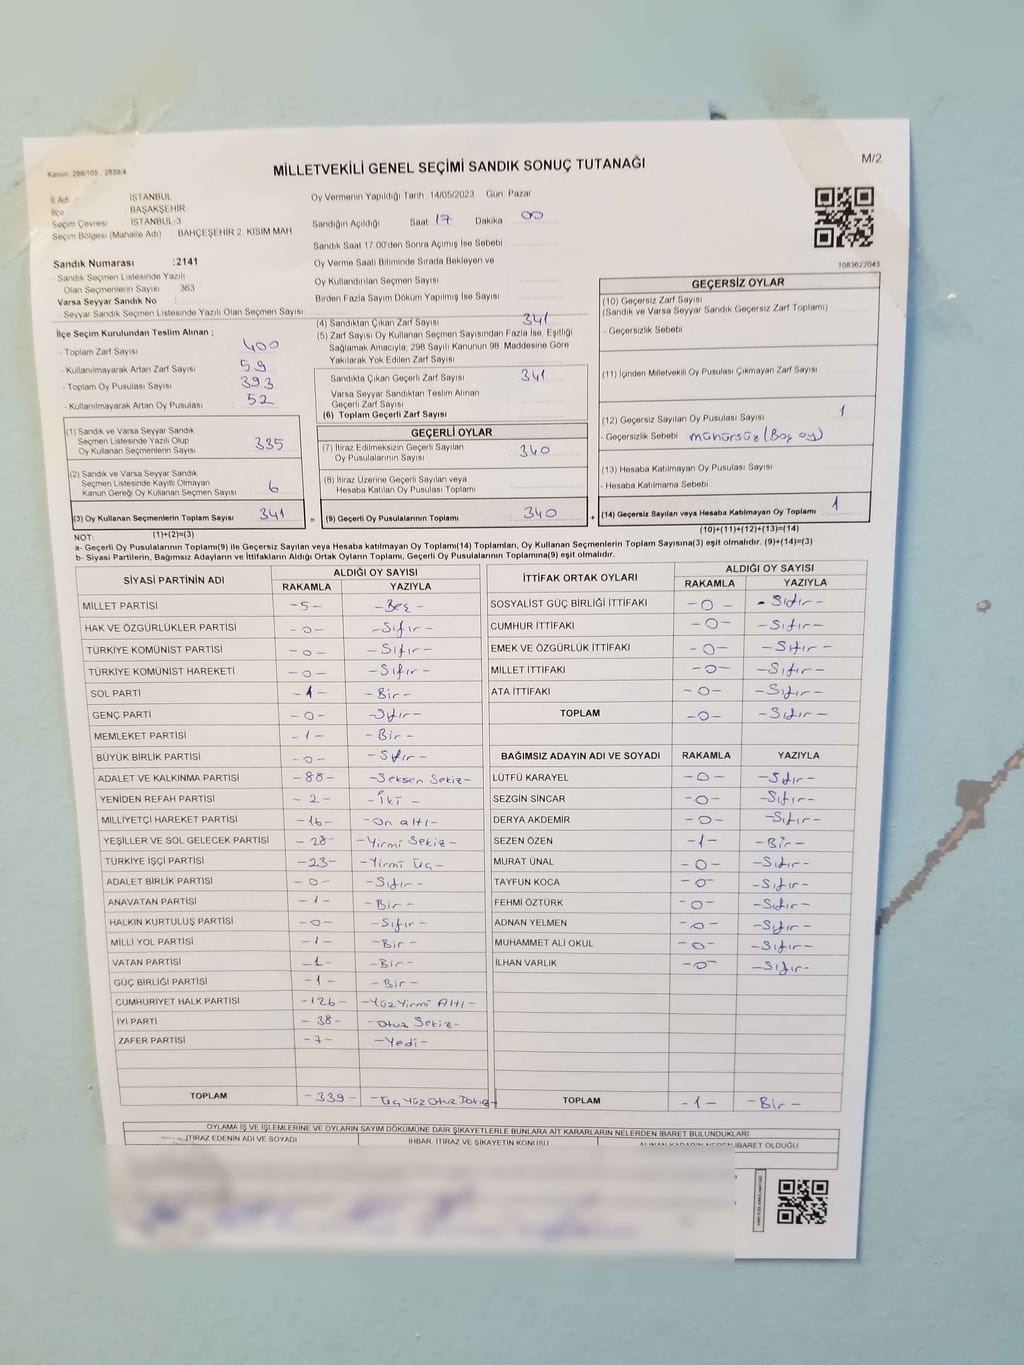 Kanun: 298/105 , 2839/4
MİLLETVEKİLİ GENEL SEÇİMİ SANDIK SONUÇ TUTANAĞI
M/2
İl Adı : İSTANBUL
İlçe BAŞAKŞEHİR
Seçim Çevresi İSTANBUL-3
Seçim Bölgesi (Mahalle Adı) BAHÇEŞEHİR 2. KISIM MAH
Oy Vermenin Yapıldığı Tarih 14/05/2023 Gün Pazar
Sandığın Açıldığı Saat 17 Dakika 00
Sandık Saat 17:00'den Sonra Açımış İse Sebebi
Oy Verme Saati Bitiminde Sırada Bekleyen ve
Oy Kullandırılan Seçmen Sayısı
Birden Fazla Sayım Döküm Yapılmış İse Sayısı
1083622043
Sandık Numarası :2141
- Sandık Seçmen Listesinde Yazılı
Olan Seçmenlerin Sayısı 363
Varsa Seyyar Sandık No :
- Seyyar Sandık Seçmen Listesinde Yazılı Olan Seçmen Sayısı
İlçe Seçim Kurulundan Teslim Alınan :
- Toplam Zarf Sayısı 400
- Kullanılmayarak Artan Zarf Sayısı 59
- Toplam Oy Pusulası Sayısı 393
- Kullanılmayarak Artan Oy Pusulası 52
(1) Sandık ve Varsa Seyyar Sandık
Seçmen Listesinde Yazılı Olup
Oy Kullanan Seçmenlerin Sayısı 335
(2) Sandık ve Varsa Seyyar Sandık
Seçmen Listesinde Kayıtlı Olmayan
Kanun Gereği Oy Kullanan Seçmen Sayısı 6
(3) Oy Kullanan Seçmenlerin Toplam Sayısı 341
(4) Sandıktan Çıkan Zarf Sayısı 341
(5) Zarf Sayısı Oy Kullanan Seçmen Sayısından Fazla İse, Eşitliği
Sağlamak Amacıyla, 298 Sayılı Kanunun 98. Maddesine Göre
Yakılarak Yok Edilen Zarf Sayısı
Sandıkta Çıkan Geçerli Zarf Sayısı 341
Varsa Seyyar Sandıktan Teslim Alınan
Geçerli Zarf Sayısı
(6) Toplam Geçerli Zarf Sayısı
GEÇERLİ OYLAR
(7) İtiraz Edilmeksizin Geçerli Sayılan
Oy Pusulalarının Sayısı 340
(8) İtiraz Üzerine Geçerli Sayılan veya
Hesaba Katılan Oy Pusulası Toplamı
= (9) Geçerli Oy Pusulalarının Toplamı 340 +
GEÇERSİZ OYLAR
(10) Geçersiz Zarf Sayısı
(Sandık ve Varsa Seyyar Sandık Geçersiz Zarf Toplamı)
- Geçersizlik Sebebi
(11) İçinden Milletvekili Oy Pusulası Çıkmayan Zarf Sayısı
(12) Geçersiz Sayılan Oy Pusulası Sayısı 1
- Geçersizlik Sebebi mühürsüz (Boş oy)
(13) Hesaba Katılmayan Oy Pusulası Sayısı
- Hesaba Katılmama Sebebi
(14) Geçersiz Sayılan veya Hesaba Katılmayan Oy Toplamı 1
NOT: (1)+(2)=(3)
(10)+(11)+(12)+(13)=(14)
a- Geçerli Oy Pusulalarının Toplamı(9) ile Geçersiz Sayılan veya Hesaba katılmayan Oy Toplamı(14) Toplamları, Oy Kullanan Seçmenlerin Toplam Sayısına(3) eşit olmalıdır. (9)+(14)=(3)
b- Siyasi Partilerin, Bağımsız Adayların ve İttifakların Aldığı Ortak Oyların Toplamı, Geçerli Oy Pusulalarının Toplamına(9) eşit olmalıdır.
SİYASİ PARTİNİN ADI ALDIĞI OY SAYISI
RAKAMLA YAZIYLA
MİLLET PARTİSİ -5- -Beş-
HAK VE ÖZGÜRLÜKLER PARTİSİ -0- -Sıfır-
TÜRKİYE KOMÜNİST PARTİSİ -0- -Sıfır-
TÜRKİYE KOMÜNİST HAREKETİ -0- -Sıfır-
SOL PARTİ -1- -Bir-
GENÇ PARTİ -0- -Sıfır-
MEMLEKET PARTİSİ -1- -Bir-
BÜYÜK BİRLİK PARTİSİ -0- -Sıfır-
ADALET VE KALKINMA PARTİSİ -88- -Seksen Sekiz-
YENİDEN REFAH PARTİSİ -2- -İki-
MİLLİYETÇİ HAREKET PARTİSİ -16- -On altı-
YEŞİLLER VE SOL GELECEK PARTİSİ -28- -Yirmi Sekiz-
TÜRKİYE İŞÇİ PARTİSİ -23- -Yirmi Üç-
ADALET BİRLİK PARTİSİ -0- -Sıfır-
ANAVATAN PARTİSİ -1- -Bir-
HALKIN KURTULUŞ PARTİSİ -0- -Sıfır-
MİLLİ YOL PARTİSİ -1- -Bir-
VATAN PARTİSİ -1- -Bir-
GÜÇ BİRLİĞİ PARTİSİ -1- -Bir-
CUMHURİYET HALK PARTİSİ -126- -Yüz Yirmi Altı-
İYİ PARTİ -38- -Otuz Sekiz-
ZAFER PARTİSİ -7- -Yedi-
TOPLAM -339- -Üç Yüz Otuz Dokuz-
İTTİFAK ORTAK OYLARI ALDIĞI OY SAYISI
RAKAMLA YAZIYLA
SOSYALİST GÜÇ BİRLİĞİ İTTİFAKI -0- -Sıfır-
CUMHUR İTTİFAKI -0- -Sıfır-
EMEK VE ÖZGÜRLÜK İTTİFAKI -0- -Sıfır-
MİLLET İTTİFAKI -0- -Sıfır-
ATA İTTİFAKI -0- -Sıfır-
TOPLAM -0- -Sıfır-
BAĞIMSIZ ADAYIN ADI VE SOYADI RAKAMLA YAZIYLA
LÜTFÜ KARAYEL -0- -Sıfır-
SEZGİN SİNCAR -0- -Sıfır-
DERYA AKDEMİR -0- -Sıfır-
SEZEN ÖZEN -1- -Bir-
MURAT ÜNAL -0- -Sıfır-
TAYFUN KOCA -0- -Sıfır-
FEHMİ ÖZTÜRK -0- -Sıfır-
ADNAN YELMEN -0- -Sıfır-
MUHAMMET ALİ OKUL -0- -Sıfır-
İLHAN VARLIK -0- -Sıfır-
TOPLAM -1- -Bir-
OYLAMA İŞ VE İŞLEMLERİNE VE OYLARIN SAYIM DÖKÜMÜNE DAİR ŞİKAYETLERLE BUNLARA AİT KARARLARIN NELERDEN İBARET BULUNDUKLARI
İTİRAZ EDENİN ADI VE SOYADI İHBAR, İTİRAZ VE ŞİKAYETİN KONUSU ALINAN KARARIN NEDEN İBARET OLDUĞU